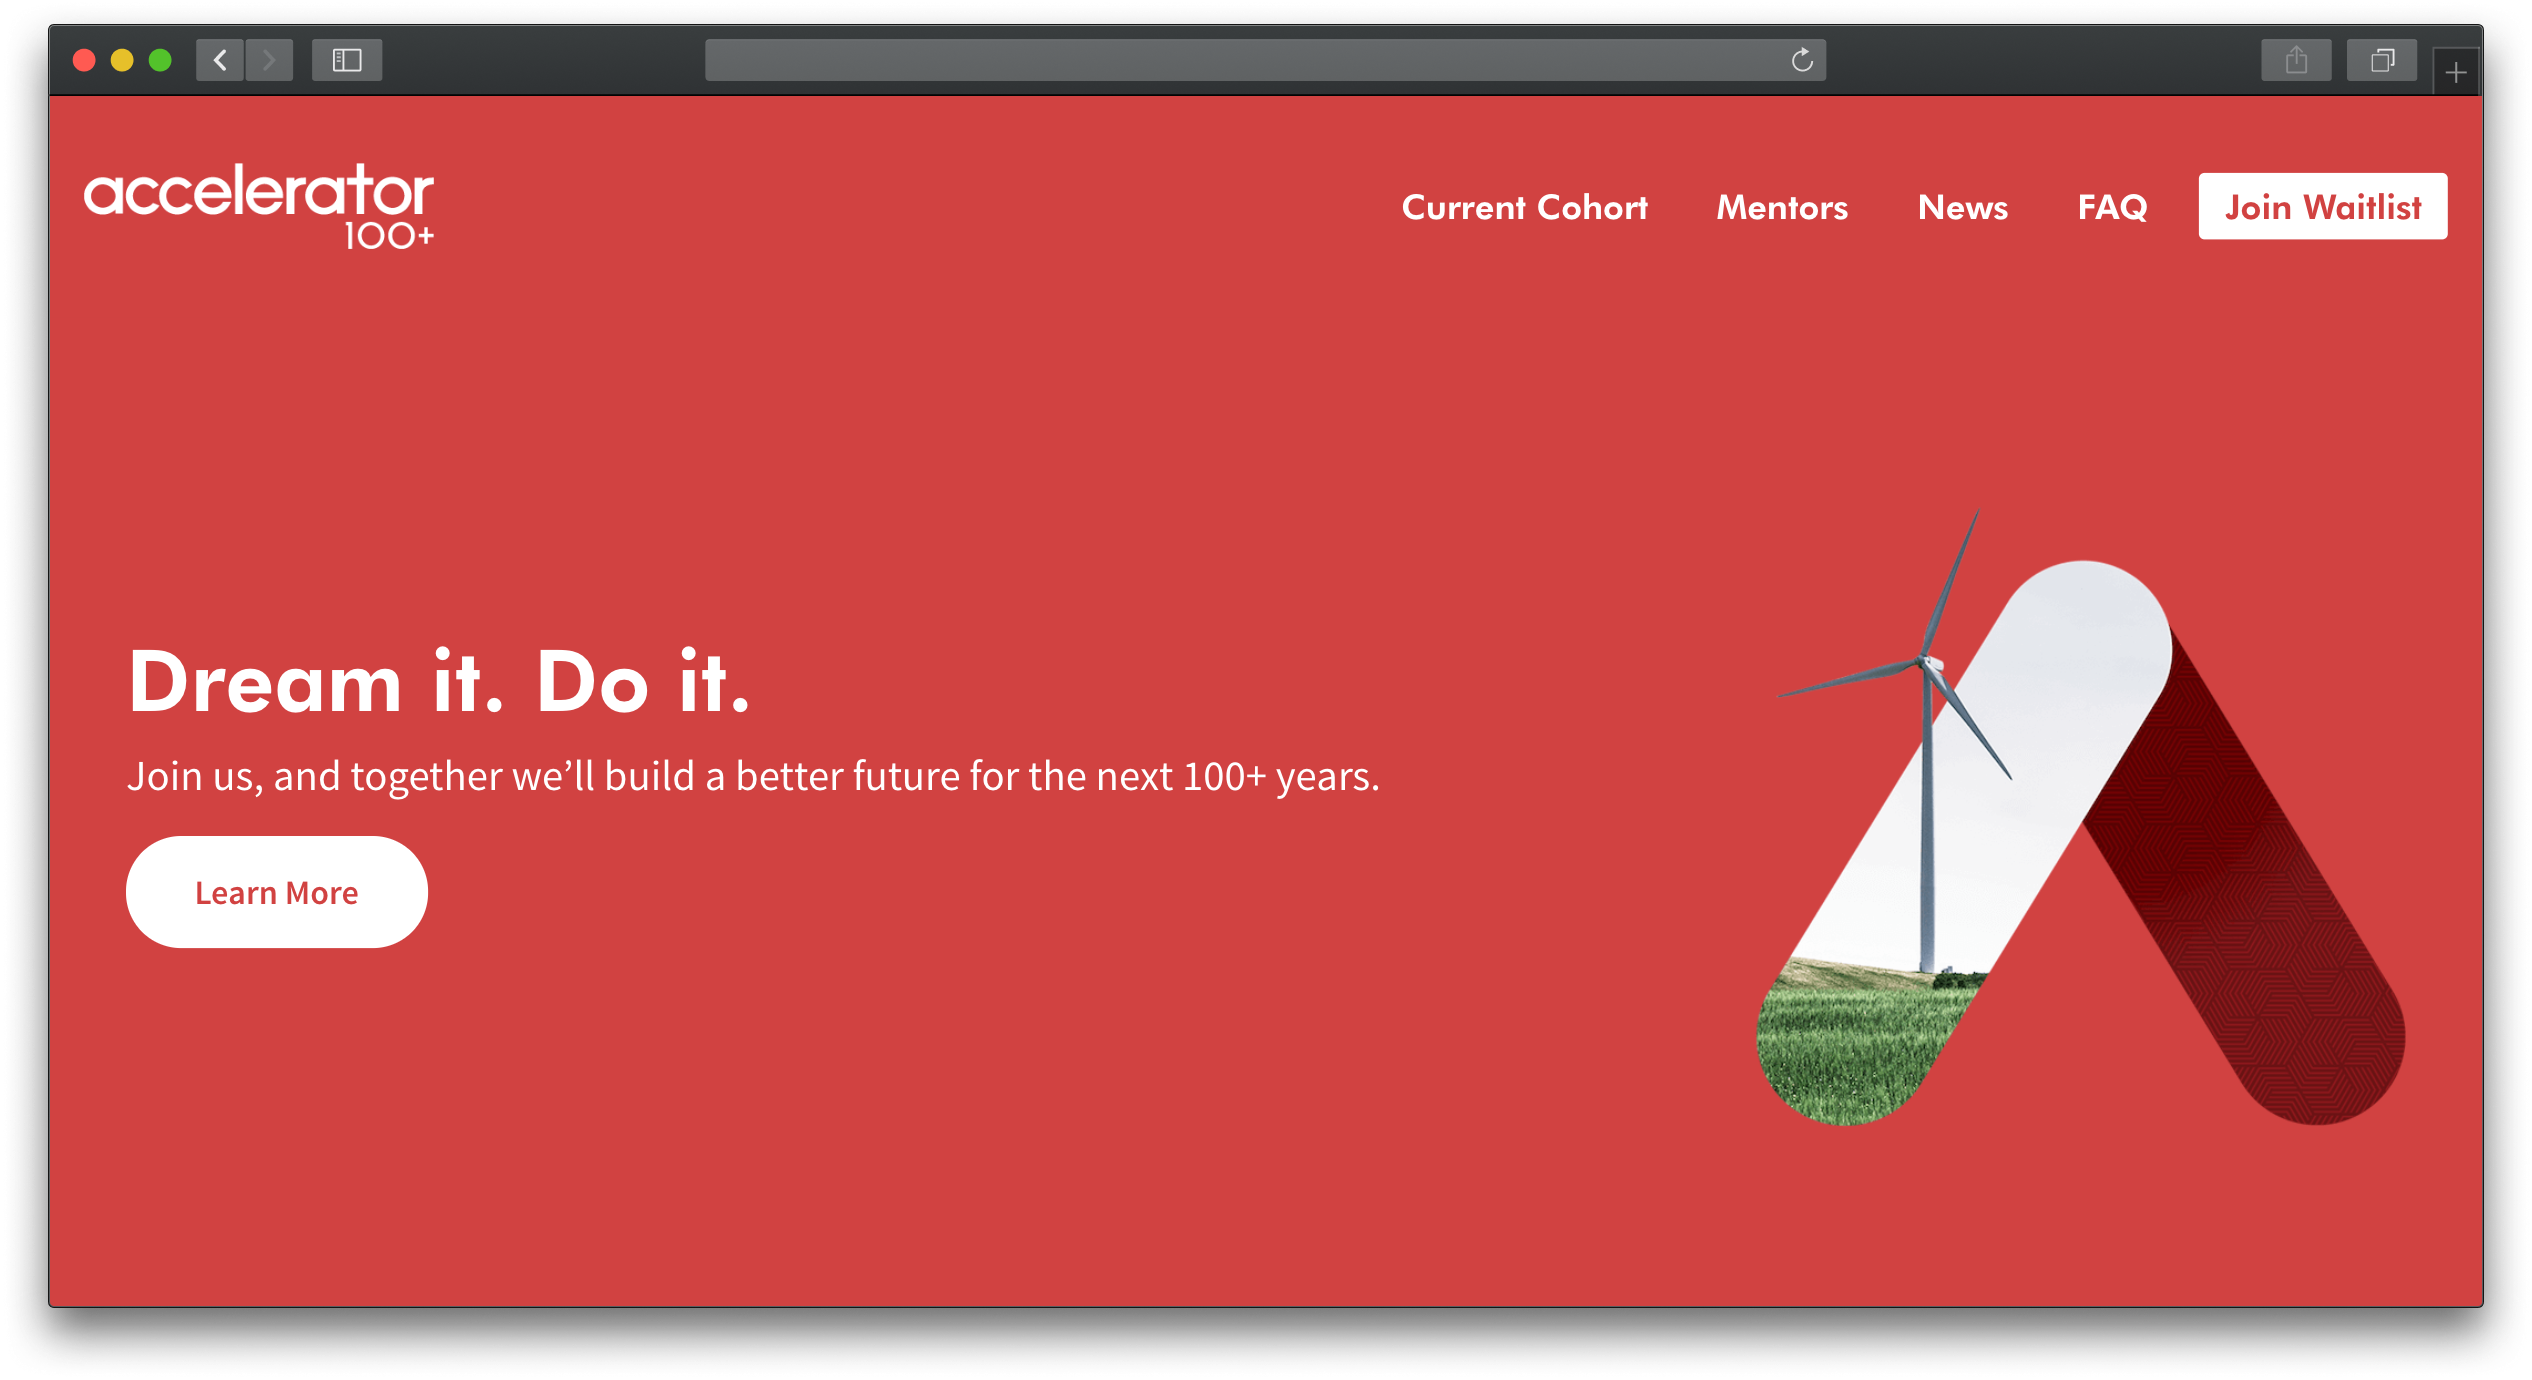 accelerator
100+
Current Cohort Mentors News FAQ Join Waitlist
Dream it. Do it.
Join us, and together we’ll build a better future for the next 100+ years.
Learn More